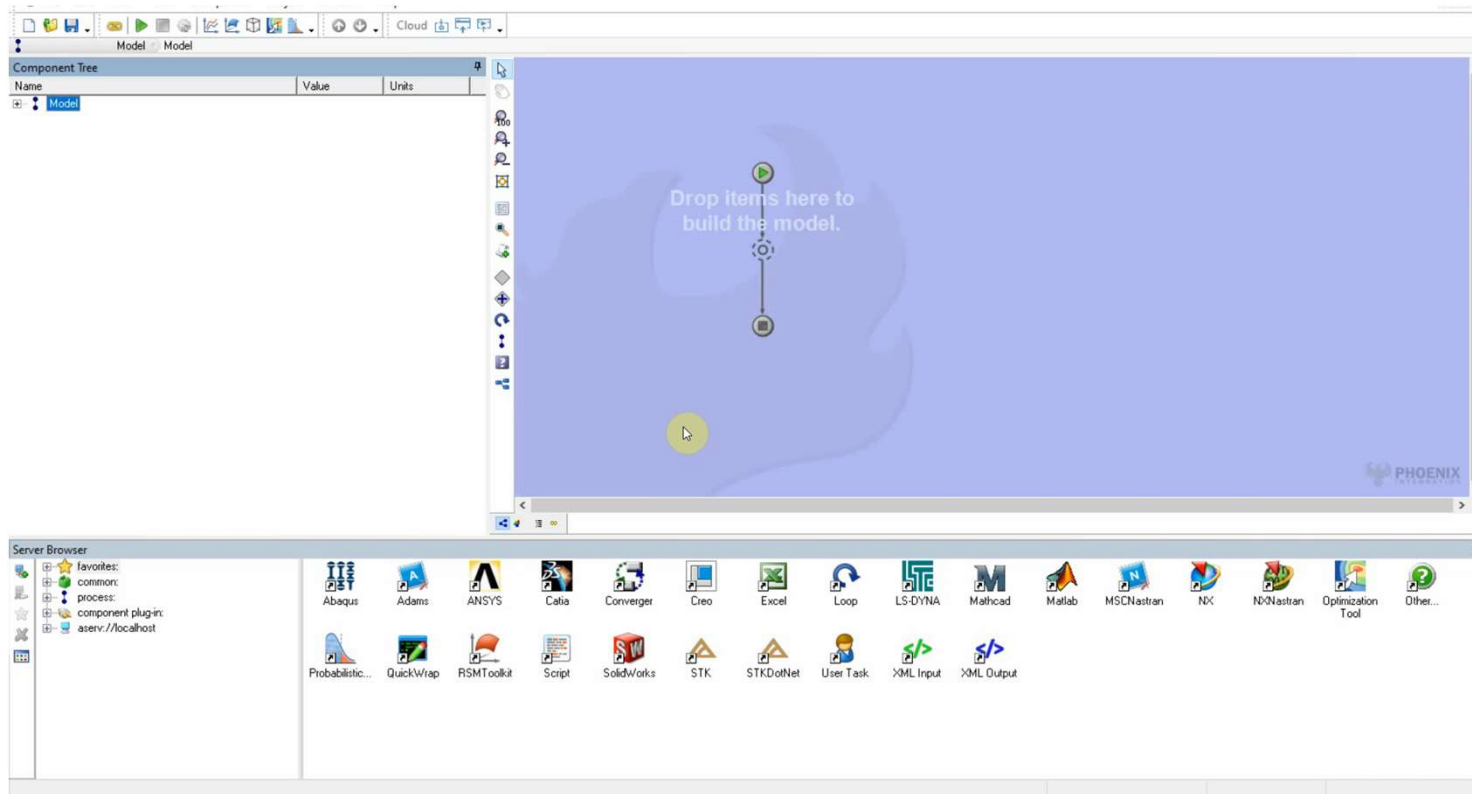 Cloud
Model Model
Component Tree
Name Value Units
Model
100
Drop items here to
build the model.
PHOENIX
INTEGRATION
Server Browser
favorites:
common:
process:
component plug-in:
aserv://localhost
Abaqus Adams ANSYS Catia Converger Creo Excel Loop LS-DYNA Mathcad Matlab MSCNastran NX NXNastran Optimization Tool Other...
Probabilistic... QuickWrap RSMToolkit Script SolidWorks STK STKDotNet User Task XML Input XML Output